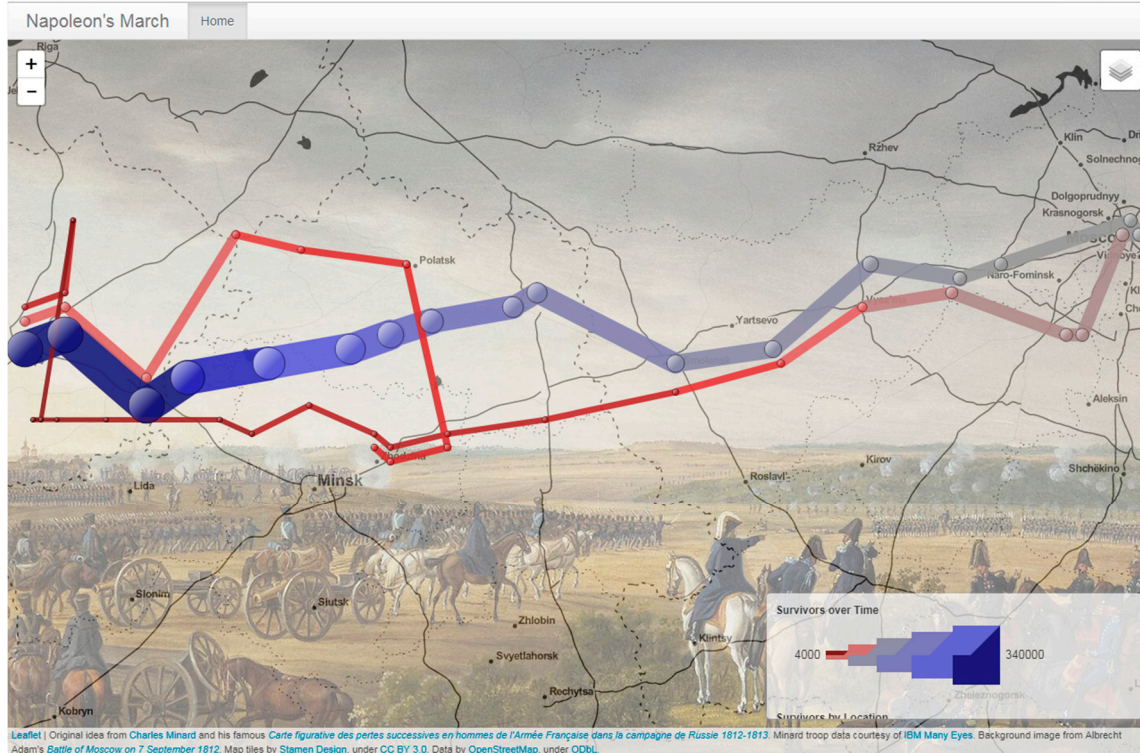 Napoleon's March Home
Riga
+
−
Rzhev
Klin
Solnechnog
Dolgoprudnyy
Krasnogorsk
Mosco
Polatsk
Naro-Fominsk
Vyazma
Yartsevo
Aleksin
Kirov
Shchekino
Roslavl'
Lida
Minsk
Slonim
Slutsk
Zhlobin
Klintsy
Svyetlahorsk
Rechytsa
Kobryn
Survivors over Time
4000 340000
Zheleznogorsk
Survivors by Location
Leaflet | Original idea from Charles Minard and his famous Carte figurative des pertes successives en hommes de l'Armée Française dans la campagne de Russie 1812-1813. Minard troop data courtesy of IBM Many Eyes. Background image from Albrecht
Adam's Battle of Moscow on 7 September 1812. Map tiles by Stamen Design, under CC BY 3.0. Data by OpenStreetMap, under ODbL.